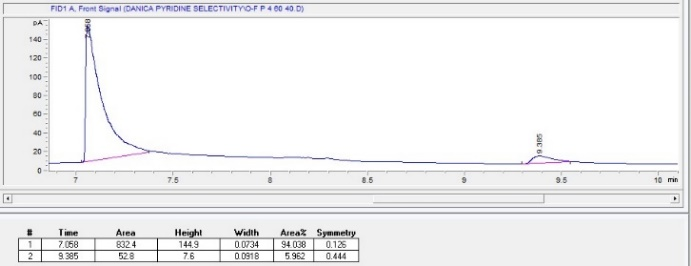 FID1 A, Front Signal (DANICA PYRIDINE SELECTIVITY\O-F P 4 60 40.D)
pA
140
120
100
80
60
40
20
0
7.058
9.385
7 7.5 8 8.5 9 9.5 10 min
# Time Area Height Width Area% Symmetry
1 7.058 832.4 144.9 0.0734 94.038 0.126
2 9.385 52.8 7.6 0.0918 5.962 0.444